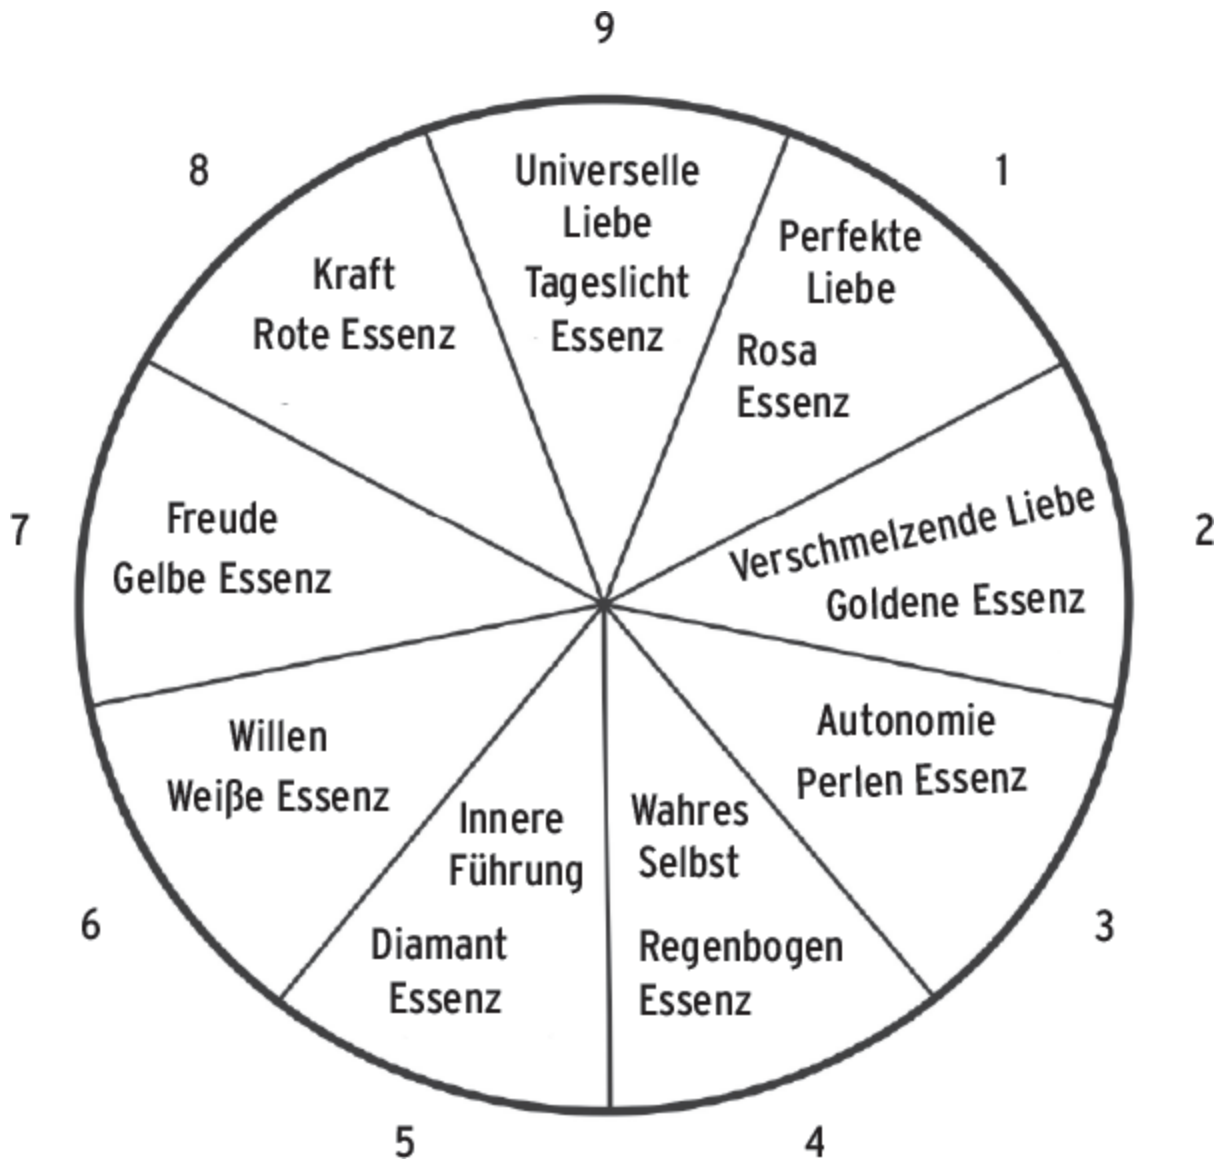 9
Universelle
Liebe
Tageslicht
Essenz
1
Perfekte
Liebe
Rosa
Essenz
2
Verschmelzende Liebe
Goldene Essenz
3
Autonomie
Perlen Essenz
4
Wahres
Selbst
Regenbogen
Essenz
5
Innere
Führung
Diamant
Essenz
6
Willen
Weiße Essenz
7
Freude
Gelbe Essenz
8
Kraft
Rote Essenz